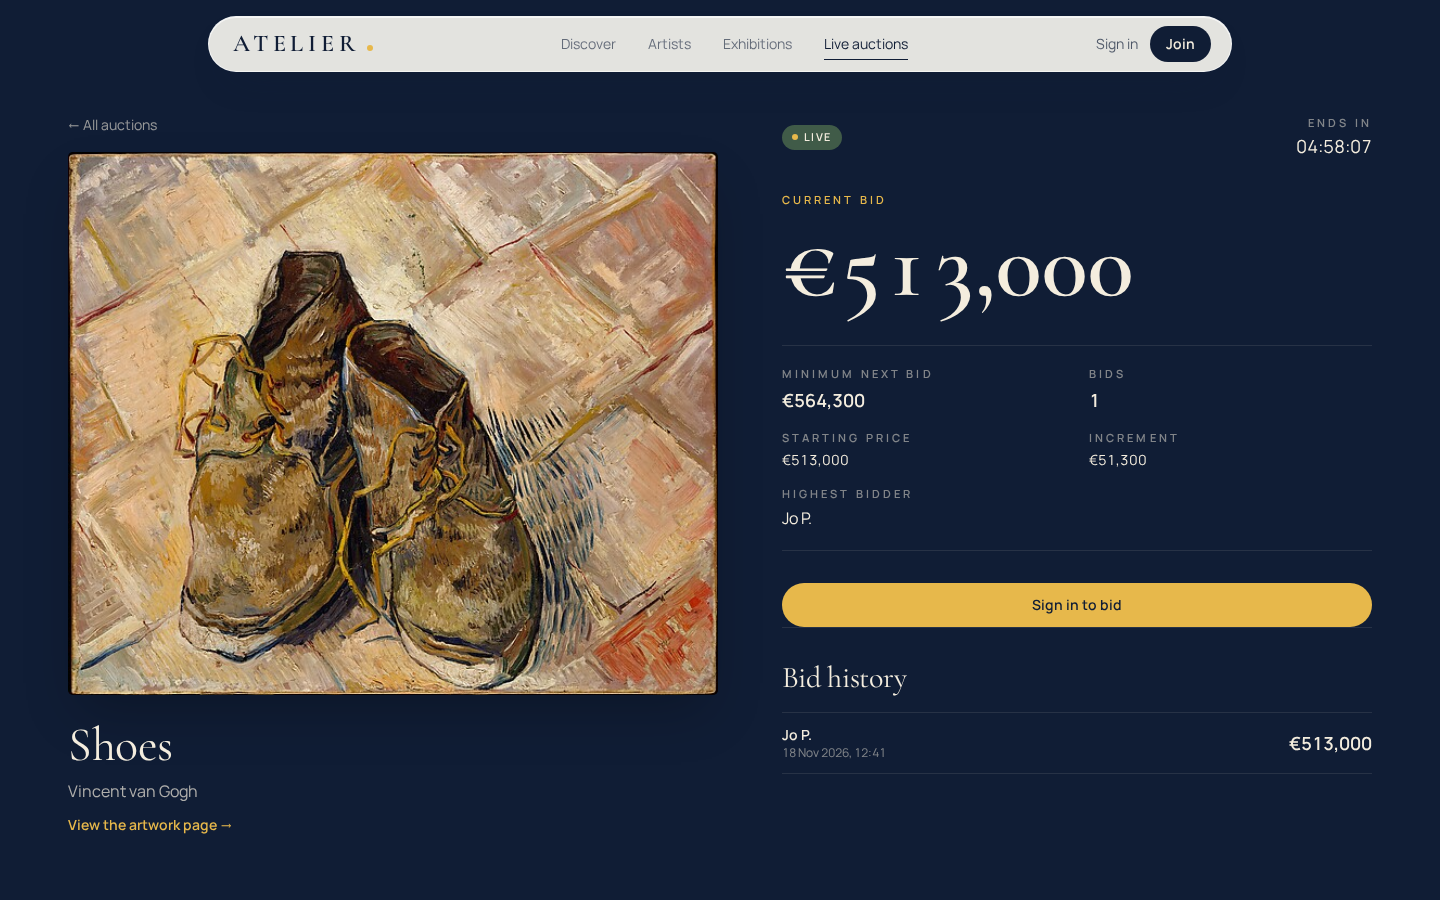 ATELIER
Discover
Artists
Exhibitions
Live auctions
Sign in
Join
← All auctions
LIVE
ENDS IN
04:58:07
CURRENT BID
€513,000
MINIMUM NEXT BID
€564,300
BIDS
1
STARTING PRICE
€513,000
INCREMENT
€51,300
HIGHEST BIDDER
Jo P.
Sign in to bid
Bid history
Jo P.
18 Nov 2026, 12:41
€513,000
Shoes
Vincent van Gogh
View the artwork page →